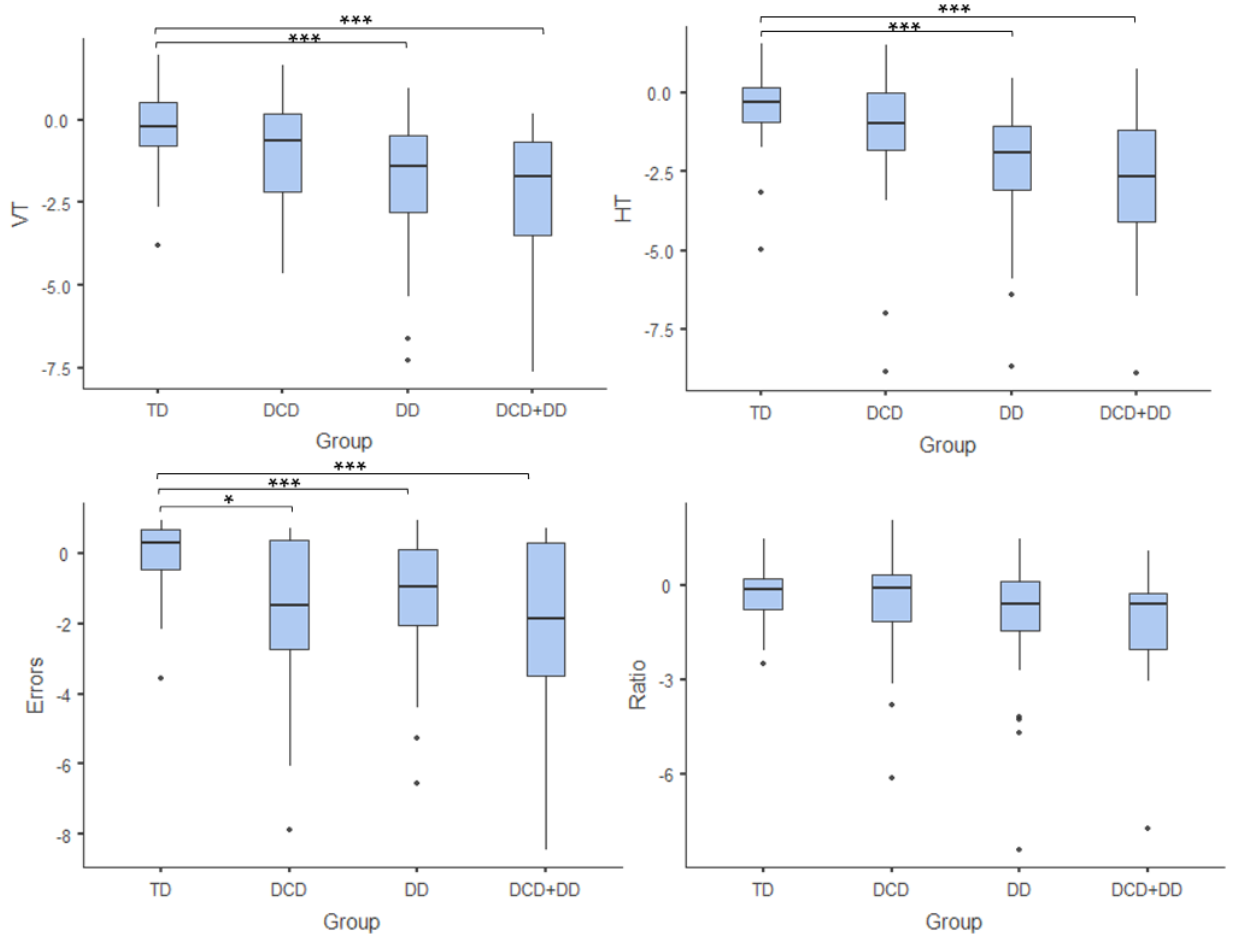 ***
***
VT
0.0
-2.5
-5.0
-7.5
TD DCD DD DCD+DD
Group
***
***
HT
0.0
-2.5
-5.0
-7.5
TD DCD DD DCD+DD
Group
***
***
*
Errors
0
-2
-4
-6
-8
TD DCD DD DCD+DD
Group
Ratio
0
-3
-6
TD DCD DD DCD+DD
Group